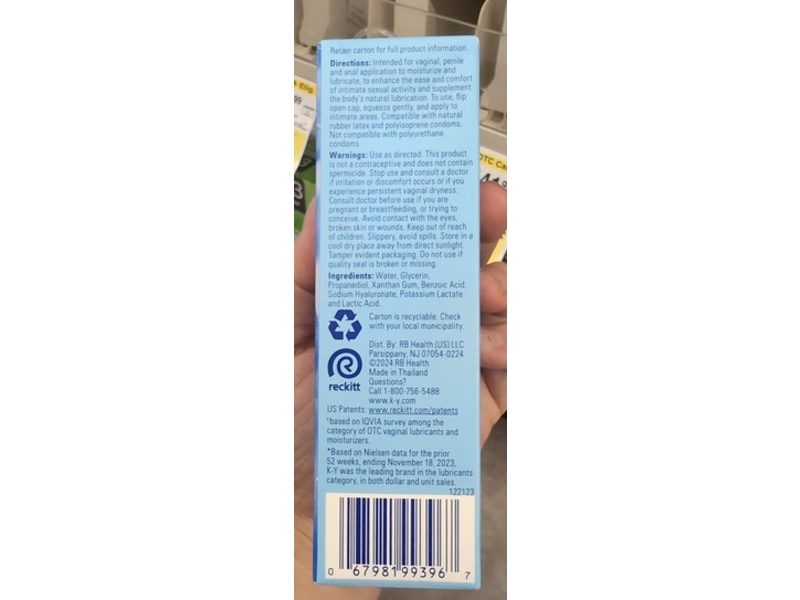 Retain carton for full product information.
Directions: Intended for vaginal, penile
and anal application to moisturize and
lubricate, to enhance the ease and comfort
of intimate sexual activity and supplement
the body's natural lubrication. To use, flip
open cap, squeeze gently, and apply to
intimate areas. Compatible with natural
rubber latex and polyisoprene condoms.
Not compatible with polyurethane
condoms.
Warnings: Use as directed. This product
is not a contraceptive and does not contain
spermicide. Stop use and consult a doctor
if irritation or discomfort occurs or if you
experience persistent vaginal dryness.
Consult doctor before use if you are
pregnant or breastfeeding, or trying to
conceive. Avoid contact with the eyes,
broken skin or wounds. Keep out of reach
of children. Slippery, avoid spills. Store in a
cool dry place away from direct sunlight.
Tamper evident packaging. Do not use if
quality seal is broken or missing.
Ingredients: Water, Glycerin,
Propanediol, Xanthan Gum, Benzoic Acid,
Sodium Hyaluronate, Potassium Lactate
and Lactic Acid.
Carton is recyclable. Check
with your local municipality.
Dist. By: RB Health (US) LLC
Parsippany, NJ 07054-0224
©2024 RB Health
Made in Thailand
Questions?
Call 1-800-756-5488
www.k-y.com
reckitt
US Patents: www.reckitt.com/patents
¹based on IQVIA survey among the
category of OTC vaginal lubricants and
moisturizers.
*Based on Nielsen data for the prior
52 weeks, ending November 18, 2023,
K-Y was the leading brand in the lubricants
category, in both dollar and unit sales.
122123
0 67981 99396 7